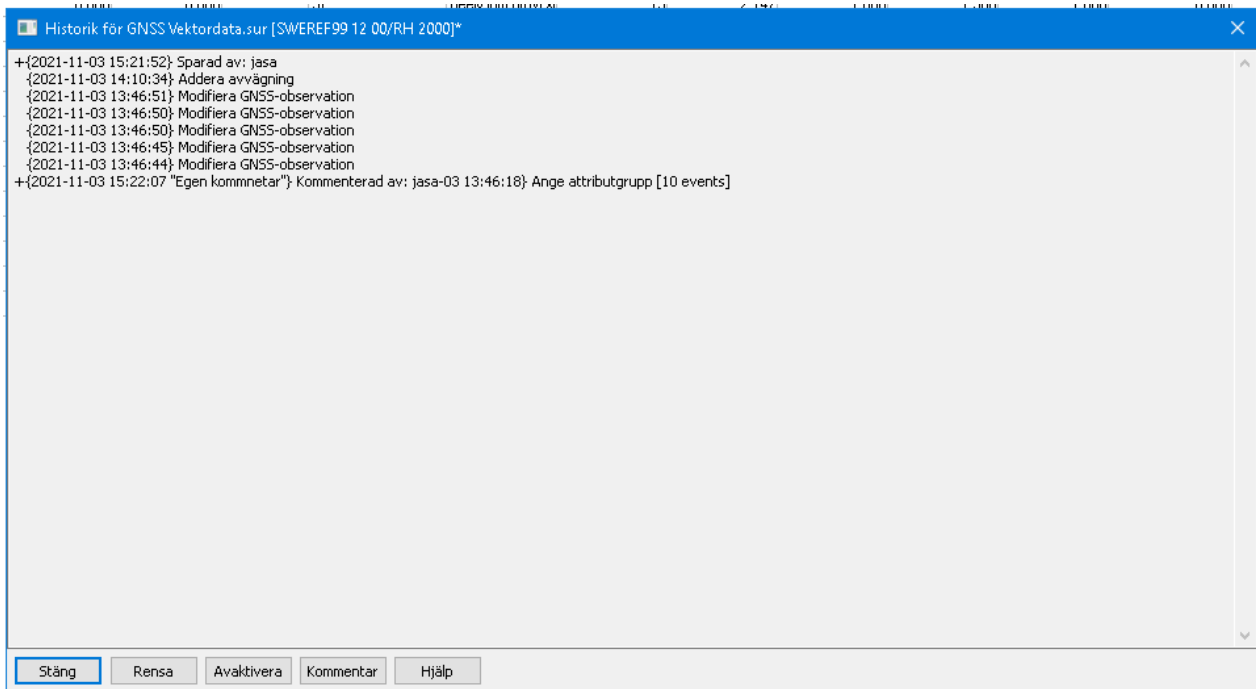 Historik för GNSS Vektordata.sur [SWEREF99 12 00/RH 2000]*
+{2021-11-03 15:21:52} Sparad av: jasa
{2021-11-03 14:10:34} Addera avvägning
{2021-11-03 13:46:51} Modifiera GNSS-observation
{2021-11-03 13:46:50} Modifiera GNSS-observation
{2021-11-03 13:46:50} Modifiera GNSS-observation
{2021-11-03 13:46:45} Modifiera GNSS-observation
{2021-11-03 13:46:44} Modifiera GNSS-observation
+{2021-11-03 15:22:07 "Egen kommnetar"} Kommenterad av: jasa-03 13:46:18} Ange attributgrupp [10 events]
Stäng Rensa Avaktivera Kommentar Hjälp